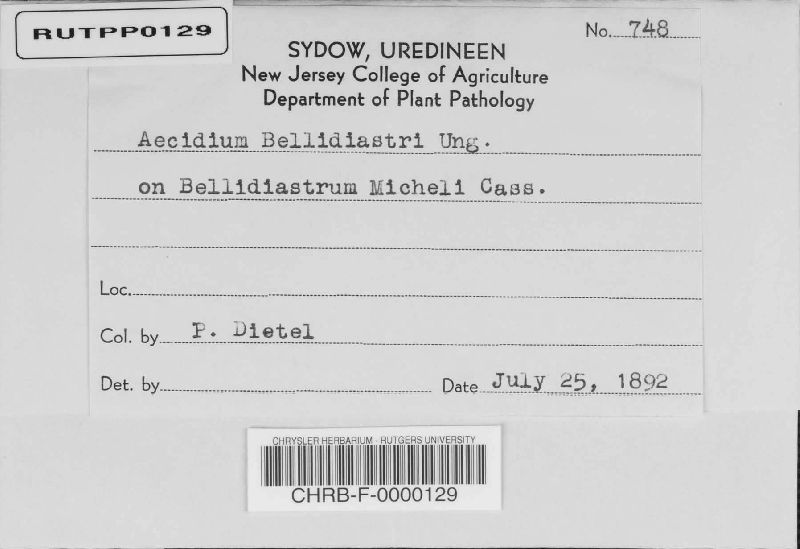 RUTPP0129
No. 748
SYDOW, UREDINEEN
New Jersey College of Agriculture
Department of Plant Pathology
Aecidium Bellidiastri Ung.
on Bellidiastrum Micheli Cass.
Loc.
Col. by P. Dietel
Det. by
Date July 25, 1892
CHRYSLER HERBARIUM - RUTGERS UNIVERSITY
CHRB-F-0000129